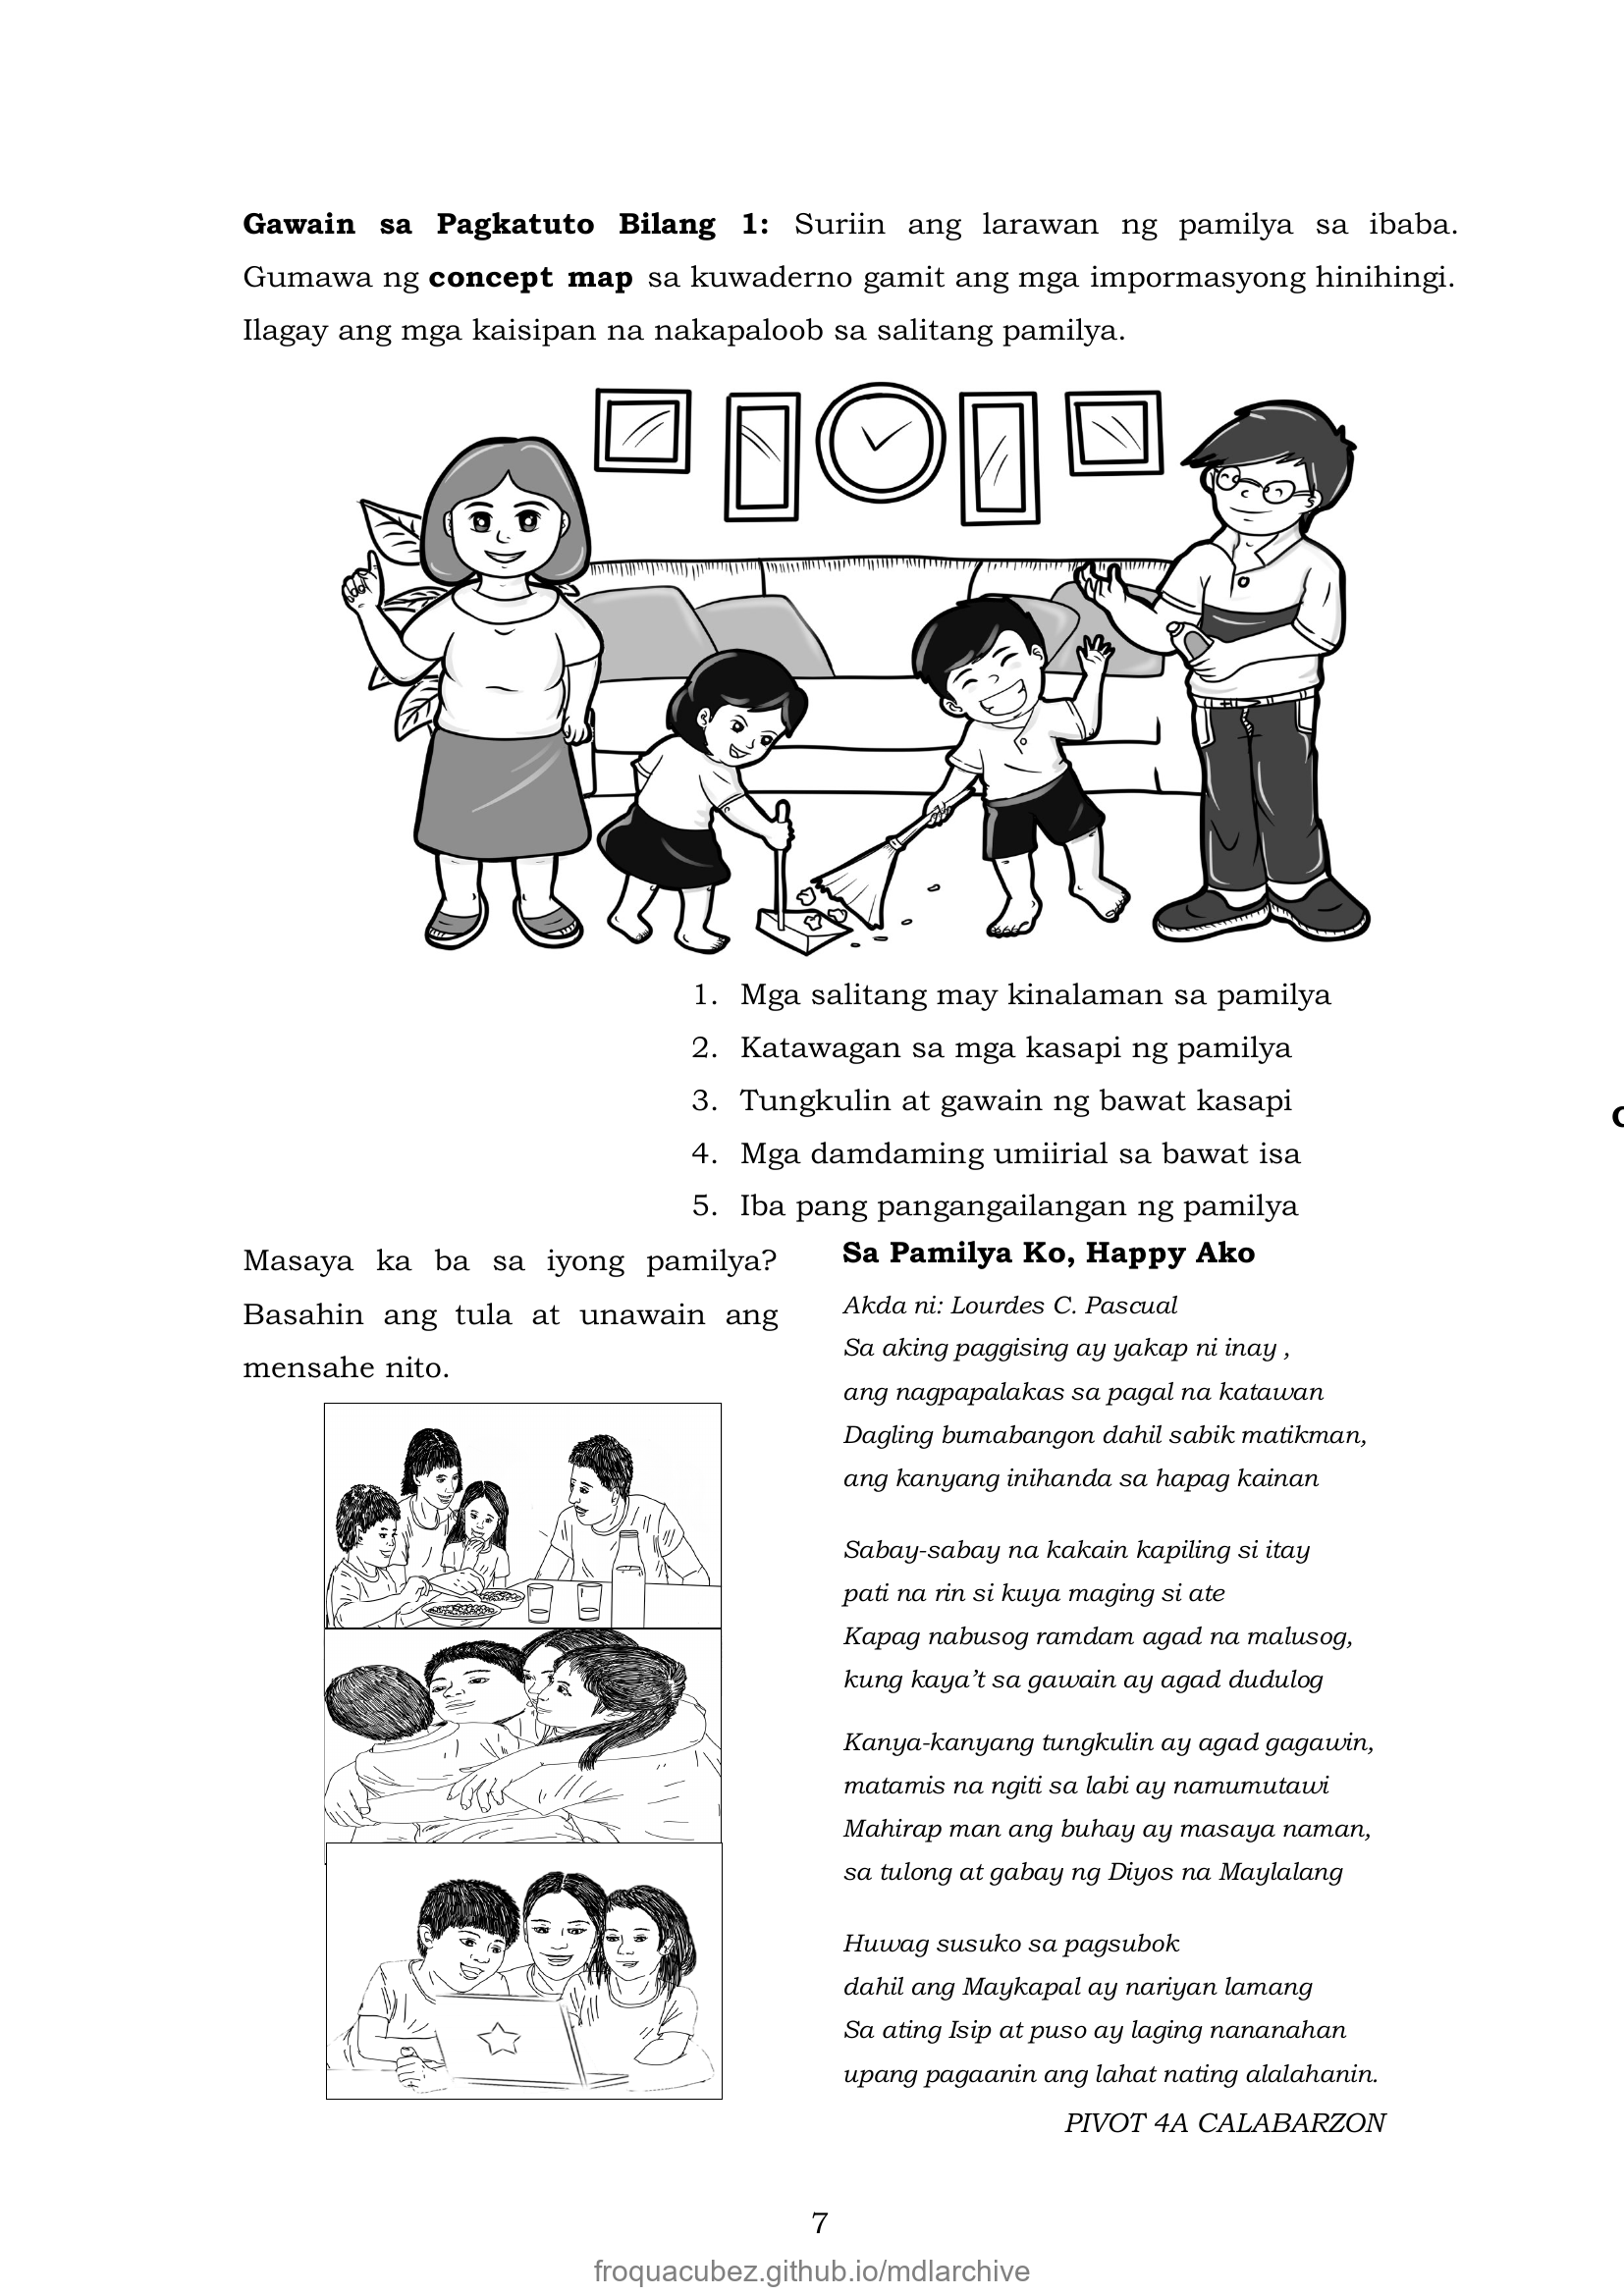 Gawain sa Pagkatuto Bilang 1: Suriin ang larawan ng pamilya sa ibaba.
Gumawa ng concept map sa kuwaderno gamit ang mga impormasyong hinihingi.
Ilagay ang mga kaisipan na nakapaloob sa salitang pamilya.
1. Mga salitang may kinalaman sa pamilya
2. Katawagan sa mga kasapi ng pamilya
3. Tungkulin at gawain ng bawat kasapi
4. Mga damdaming umiirial sa bawat isa
5. Iba pang pangangailangan ng pamilya
Masaya ka ba sa iyong pamilya?
Basahin ang tula at unawain ang
mensahe nito.
Sa Pamilya Ko, Happy Ako
Akda ni: Lourdes C. Pascual
Sa aking paggising ay yakap ni inay ,
ang nagpapalakas sa pagal na katawan
Dagling bumabangon dahil sabik matikman,
ang kanyang inihanda sa hapag kainan
Sabay-sabay na kakain kapiling si itay
pati na rin si kuya maging si ate
Kapag nabusog ramdam agad na malusog,
kung kaya't sa gawain ay agad dudulog
Kanya-kanyang tungkulin ay agad gagawin,
matamis na ngiti sa labi ay namumutawi
Mahirap man ang buhay ay masaya naman,
sa tulong at gabay ng Diyos na Maylalang
Huwag susuko sa pagsubok
dahil ang Maykapal ay nariyan lamang
Sa ating Isip at puso ay laging nananahan
upang pagaanin ang lahat nating alalahanin.
PIVOT 4A CALABARZON
7
froquacubez.github.io/mdlarchive